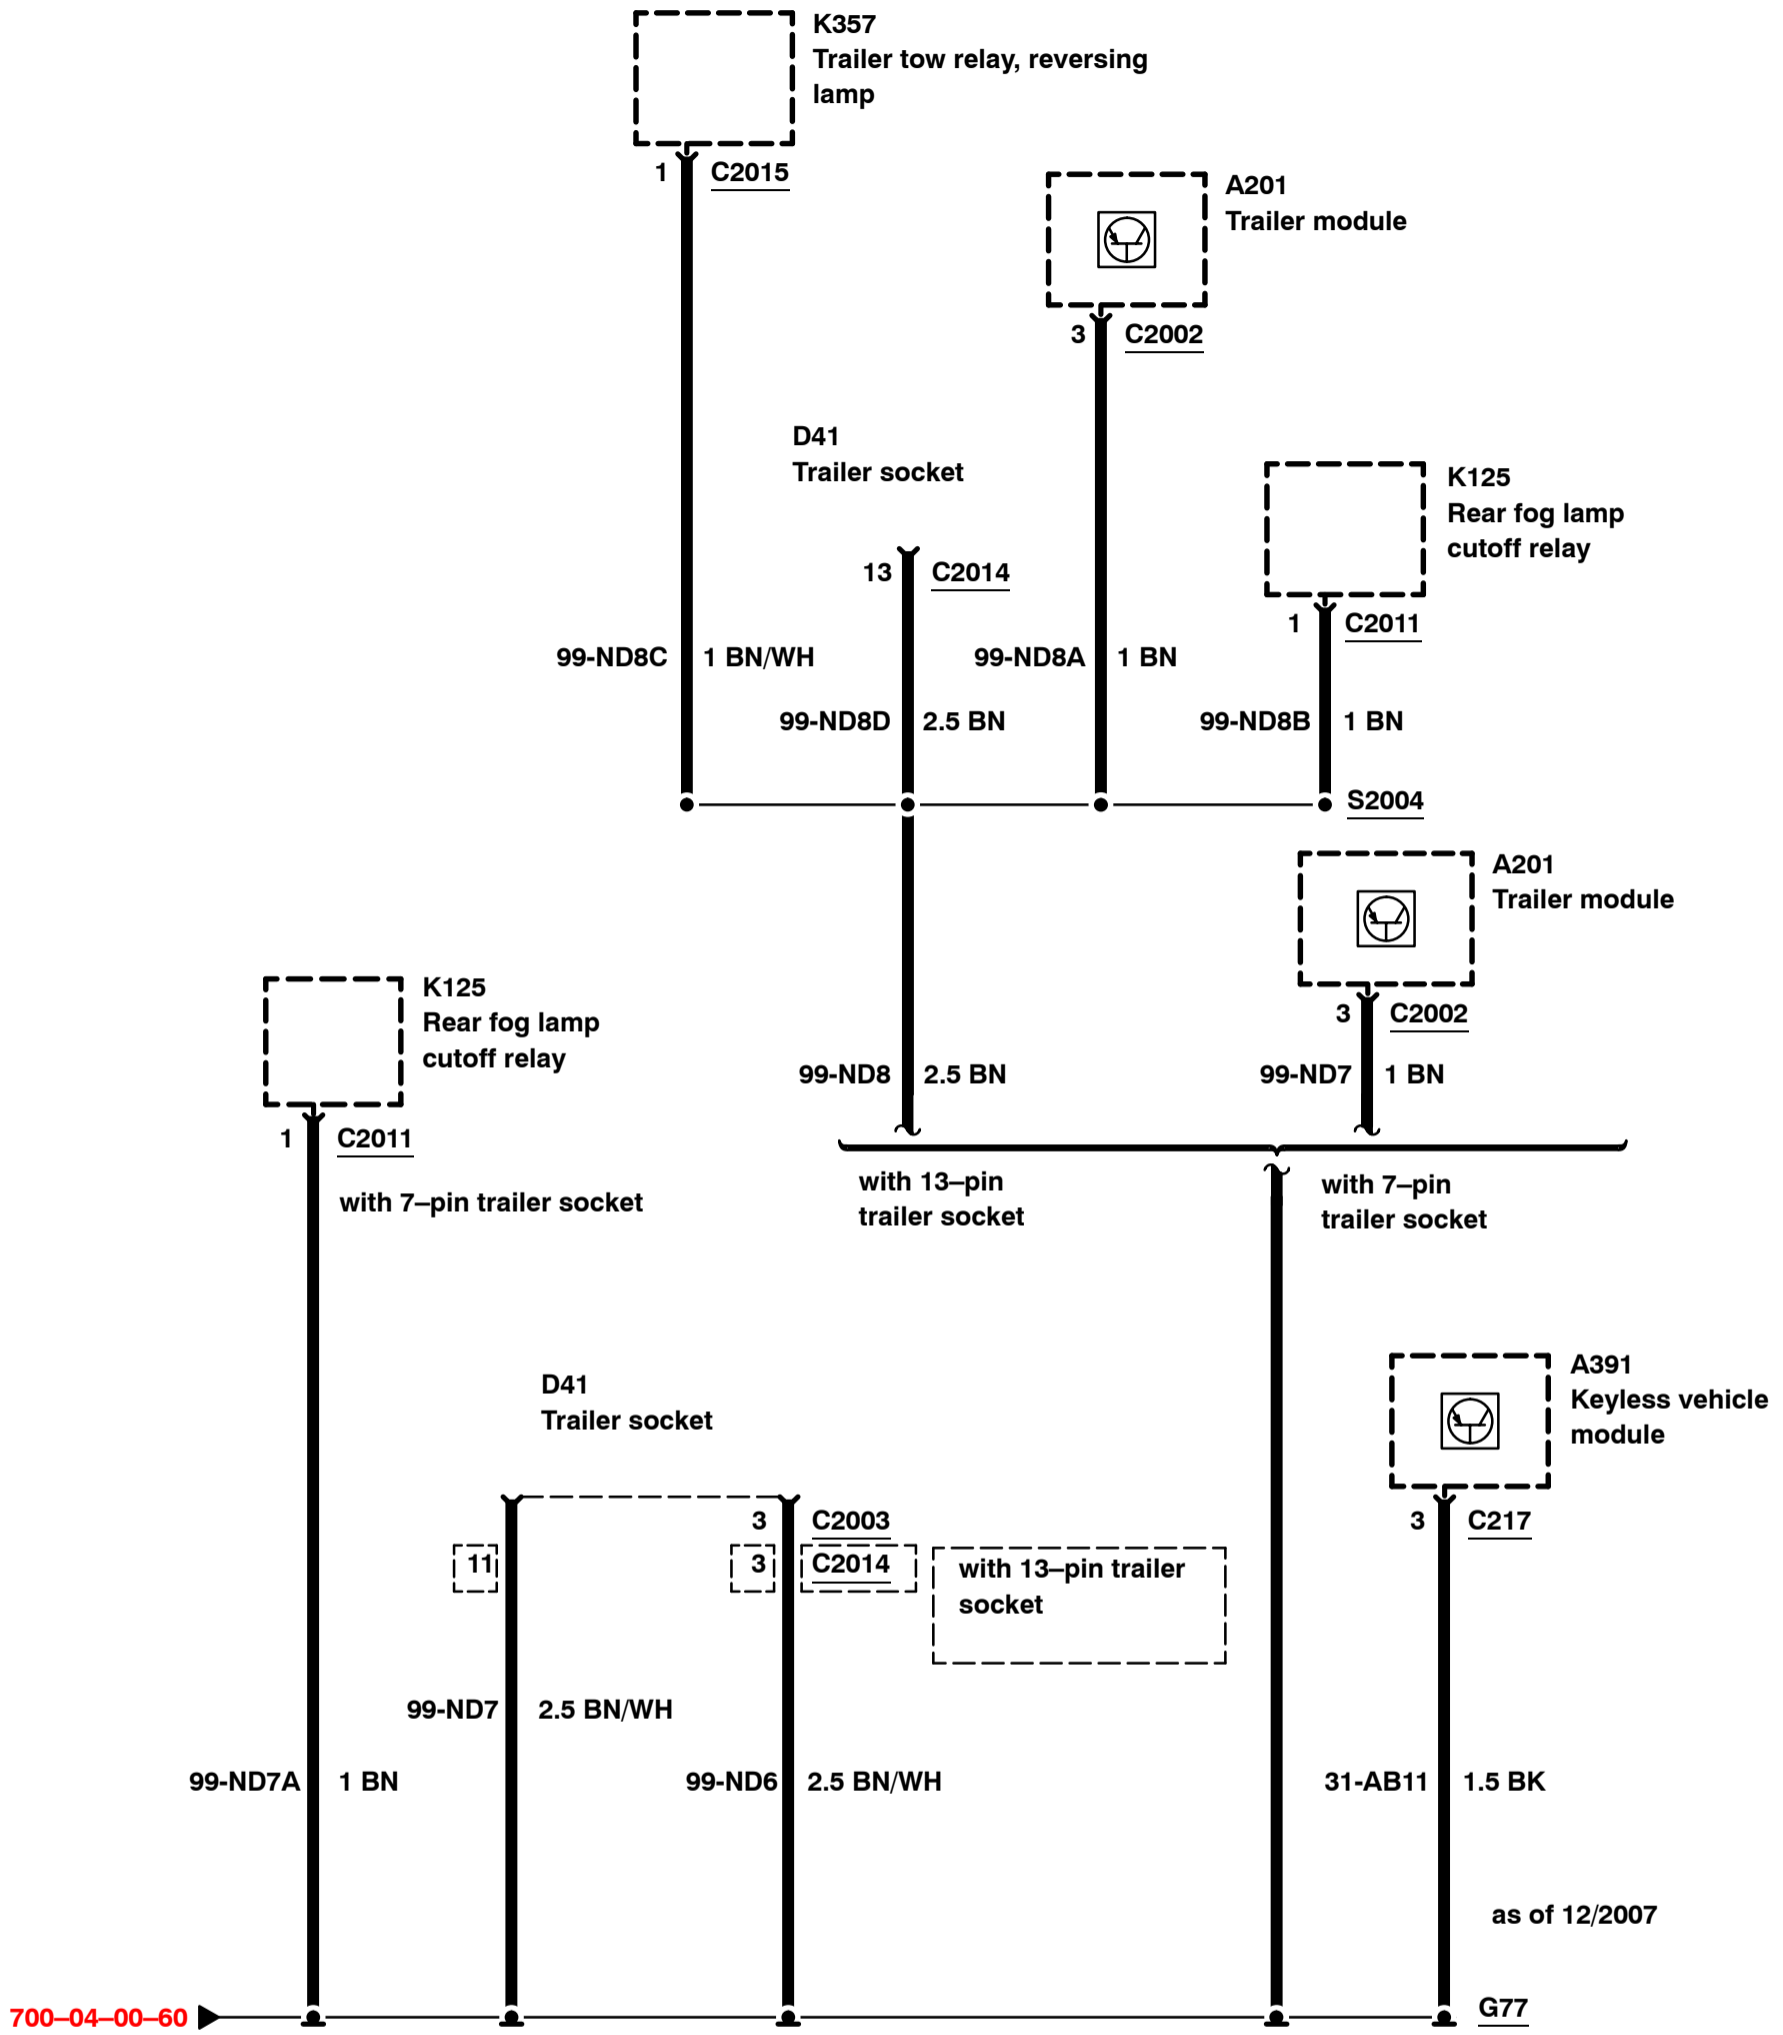 K357
Trailer tow relay, reversing
lamp
1 C2015
A201
Trailer module
3 C2002
D41
Trailer socket
13 C2014
K125
Rear fog lamp
cutoff relay
1 C2011
99-ND8C 1 BN/WH
99-ND8A 1 BN
99-ND8D 2.5 BN
99-ND8B 1 BN
S2004
A201
Trailer module
3 C2002
K125
Rear fog lamp
cutoff relay
1 C2011
99-ND8 2.5 BN
99-ND7 1 BN
with 7–pin trailer socket
with 13–pin
trailer socket
with 7–pin
trailer socket
A391
Keyless vehicle
module
3 C217
D41
Trailer socket
3 C2003
11
3 C2014
with 13–pin trailer
socket
99-ND7 2.5 BN/WH
99-ND7A 1 BN
99-ND6 2.5 BN/WH
31-AB11 1.5 BK
as of 12/2007
700–04–00–60
G77